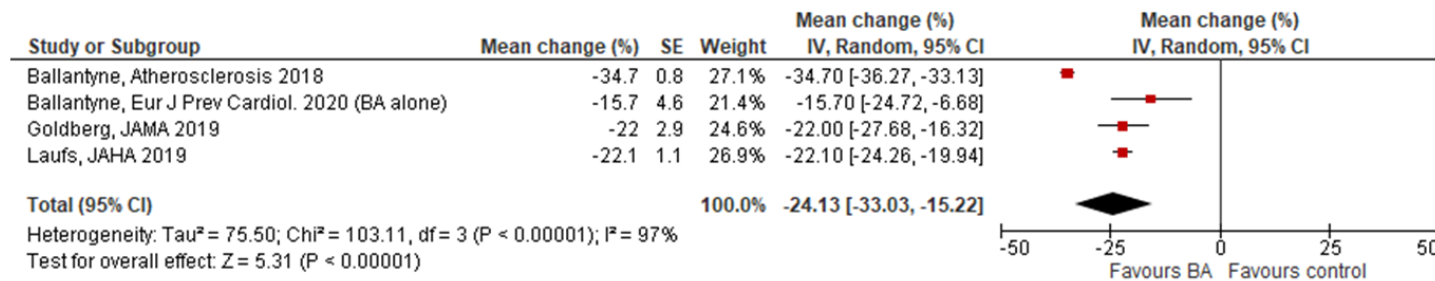 Mean change (%) Mean change (%)
Study or Subgroup Mean change (%) SE Weight IV, Random, 95% CI IV, Random, 95% CI
Ballantyne, Atherosclerosis 2018 -34.7 0.8 27.1% -34.70 [-36.27, -33.13]
Ballantyne, Eur J Prev Cardiol. 2020 (BA alone) -15.7 4.6 21.4% -15.70 [-24.72, -6.68]
Goldberg, JAMA 2019 -22 2.9 24.6% -22.00 [-27.68, -16.32]
Laufs, JAHA 2019 -22.1 1.1 26.9% -22.10 [-24.26, -19.94]
Total (95% CI) 100.0% -24.13 [-33.03, -15.22]
Heterogeneity: Tau² = 75.50; Chi² = 103.11, df = 3 (P < 0.00001); I² = 97%
Test for overall effect: Z = 5.31 (P < 0.00001)
-50 -25 0 25 50
Favours BA Favours control